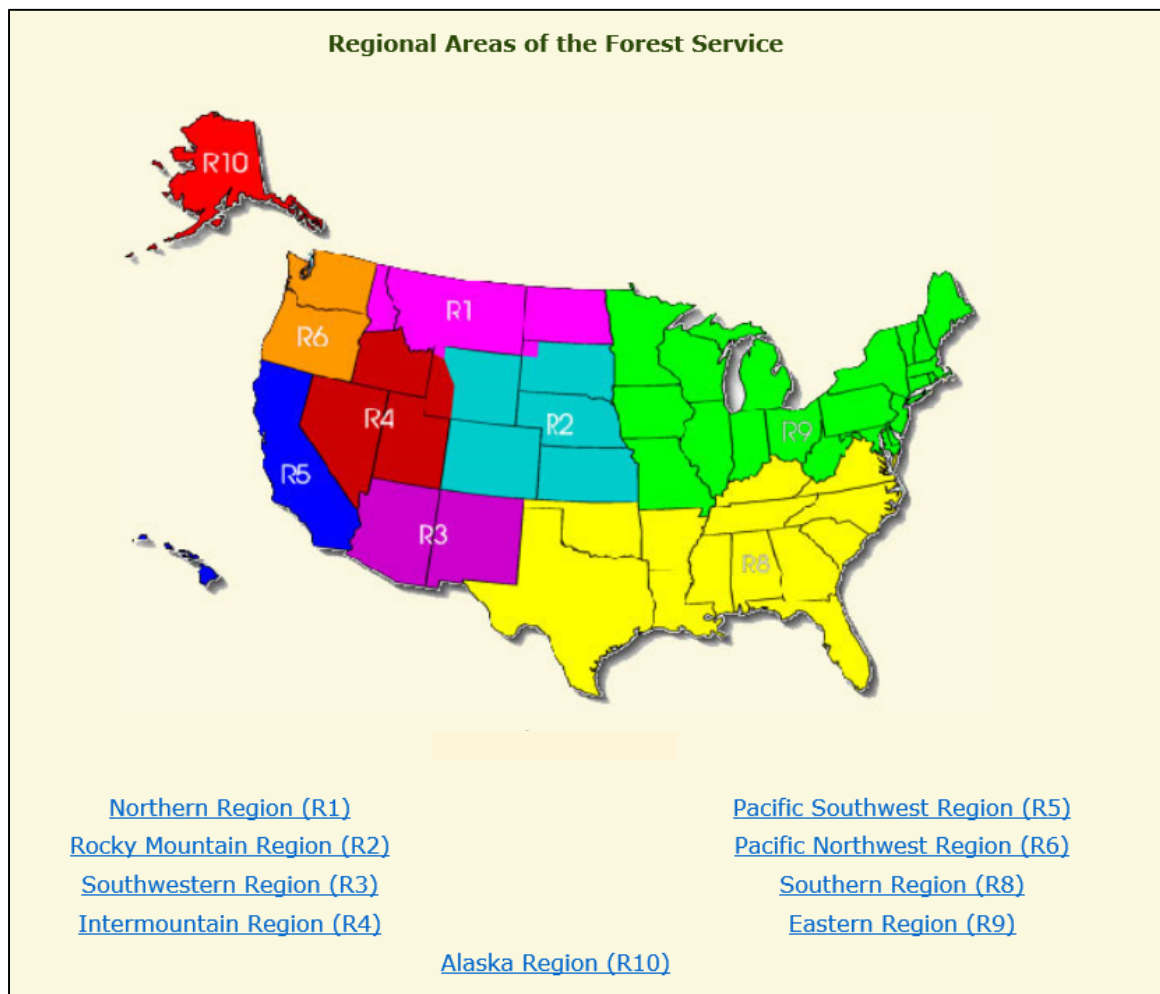 Regional Areas of the Forest Service
R10
R1
R6
R4
R2
R9
R5
R3
R8
Northern Region (R1)
Pacific Southwest Region (R5)
Rocky Mountain Region (R2)
Pacific Northwest Region (R6)
Southwestern Region (R3)
Southern Region (R8)
Intermountain Region (R4)
Eastern Region (R9)
Alaska Region (R10)